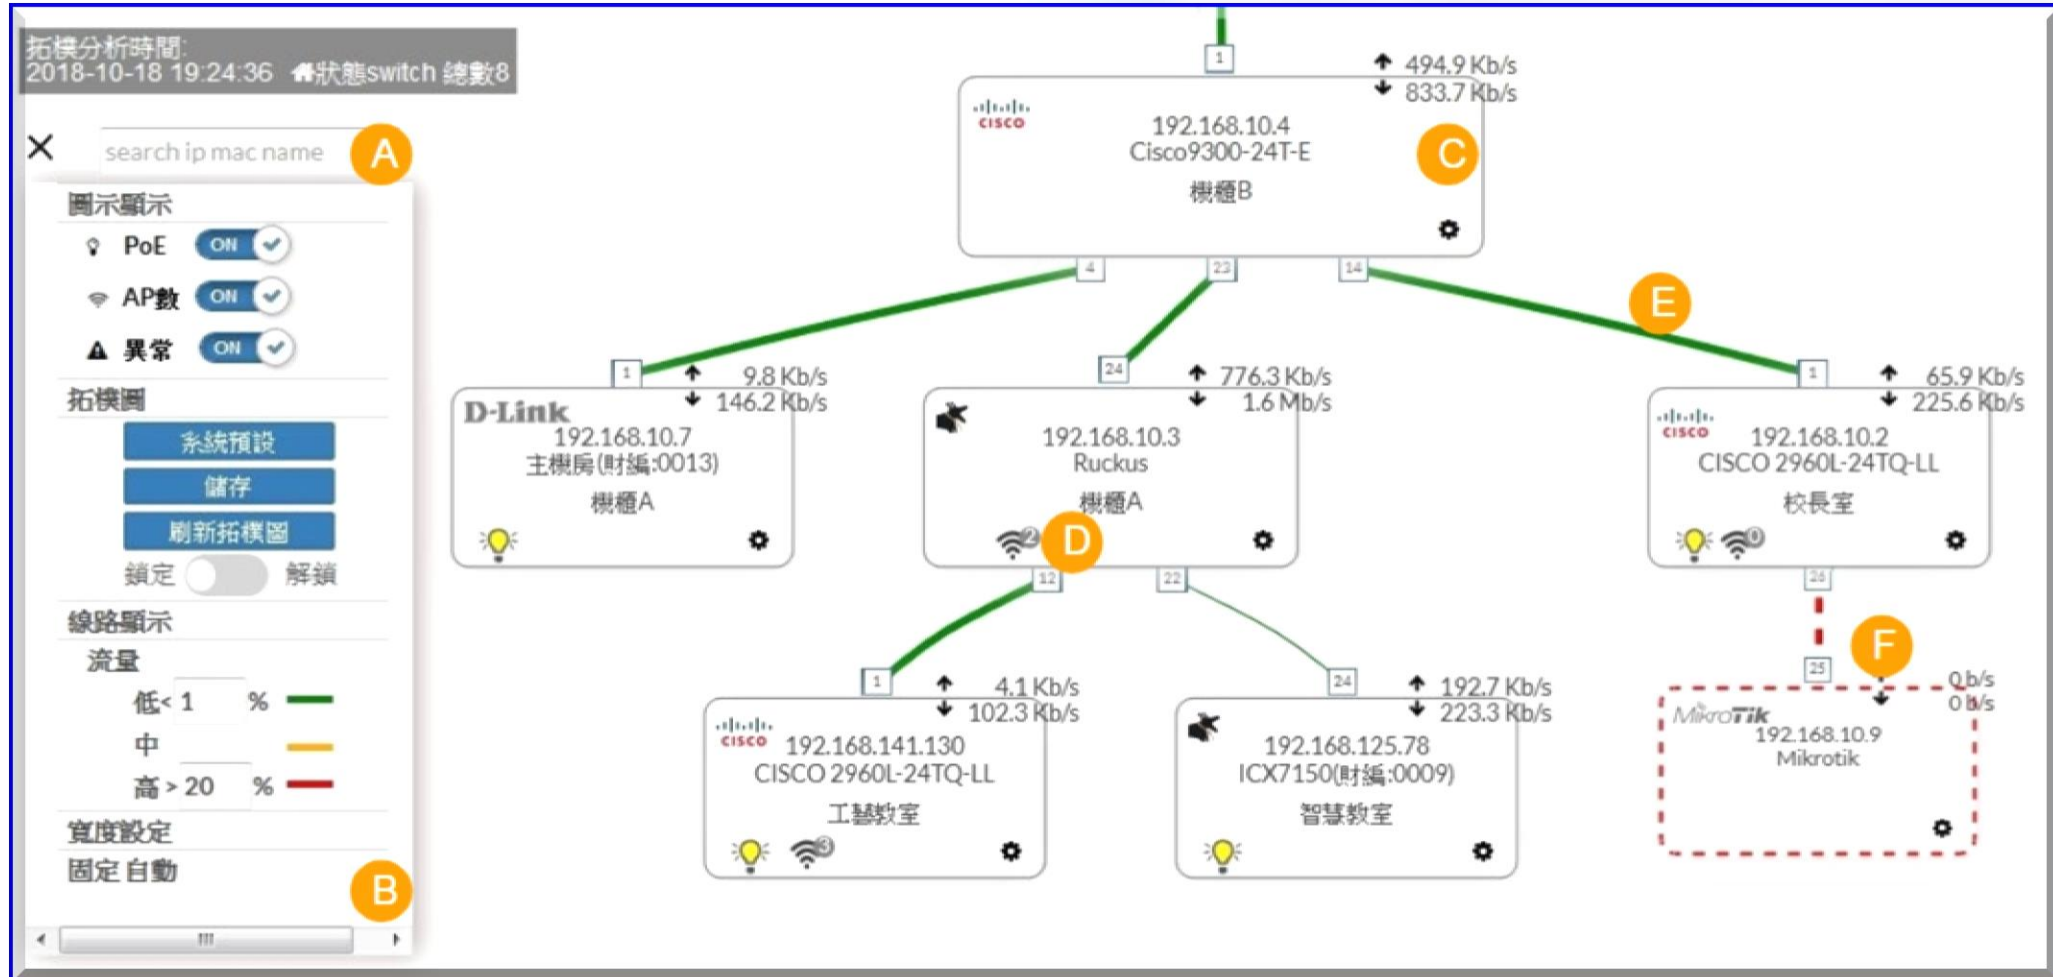 拓樸分析時間:
2018-10-18 19:24:36 狀態switch 總數8
search ip mac name
A
圖示顯示
PoE ON
AP數 ON
異常 ON
拓樸圖
系統預設
儲存
刷新拓樸圖
鎖定 解鎖
線路顯示
流量
低< 1 %
中
高 > 20 %
寬度設定
固定 自動
B
1
494.9 Kb/s
833.7 Kb/s
CISCO
192.168.10.4
Cisco9300-24T-E
機櫃B
C
4 23 14
E
1
9.8 Kb/s
146.2 Kb/s
D-Link
192.168.10.7
主機房(財編:0013)
機櫃A
24
776.3 Kb/s
1.6 Mb/s
192.168.10.3
Ruckus
機櫃A
2
D
12 22
1
65.9 Kb/s
225.6 Kb/s
CISCO
192.168.10.2
CISCO 2960L-24TQ-LL
校長室
0
26
1
4.1 Kb/s
102.3 Kb/s
CISCO
192.168.141.130
CISCO 2960L-24TQ-LL
工藝教室
3
24
192.7 Kb/s
223.3 Kb/s
192.168.125.78
ICX7150(財編:0009)
智慧教室
F
25
0 b/s
0 b/s
MikroTik
192.168.10.9
Mikrotik